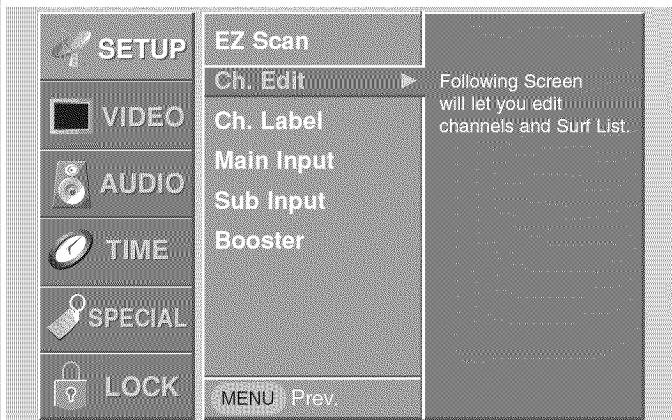 SETUP
VIDEO
AUDIO
TIME
SPECIAL
LOCK
EZ Scan
Ch. Edit
Ch. Label
Main Input
Sub Input
Booster
MENU Prev.
Following Screen
will let you edit
channels and Surf List.